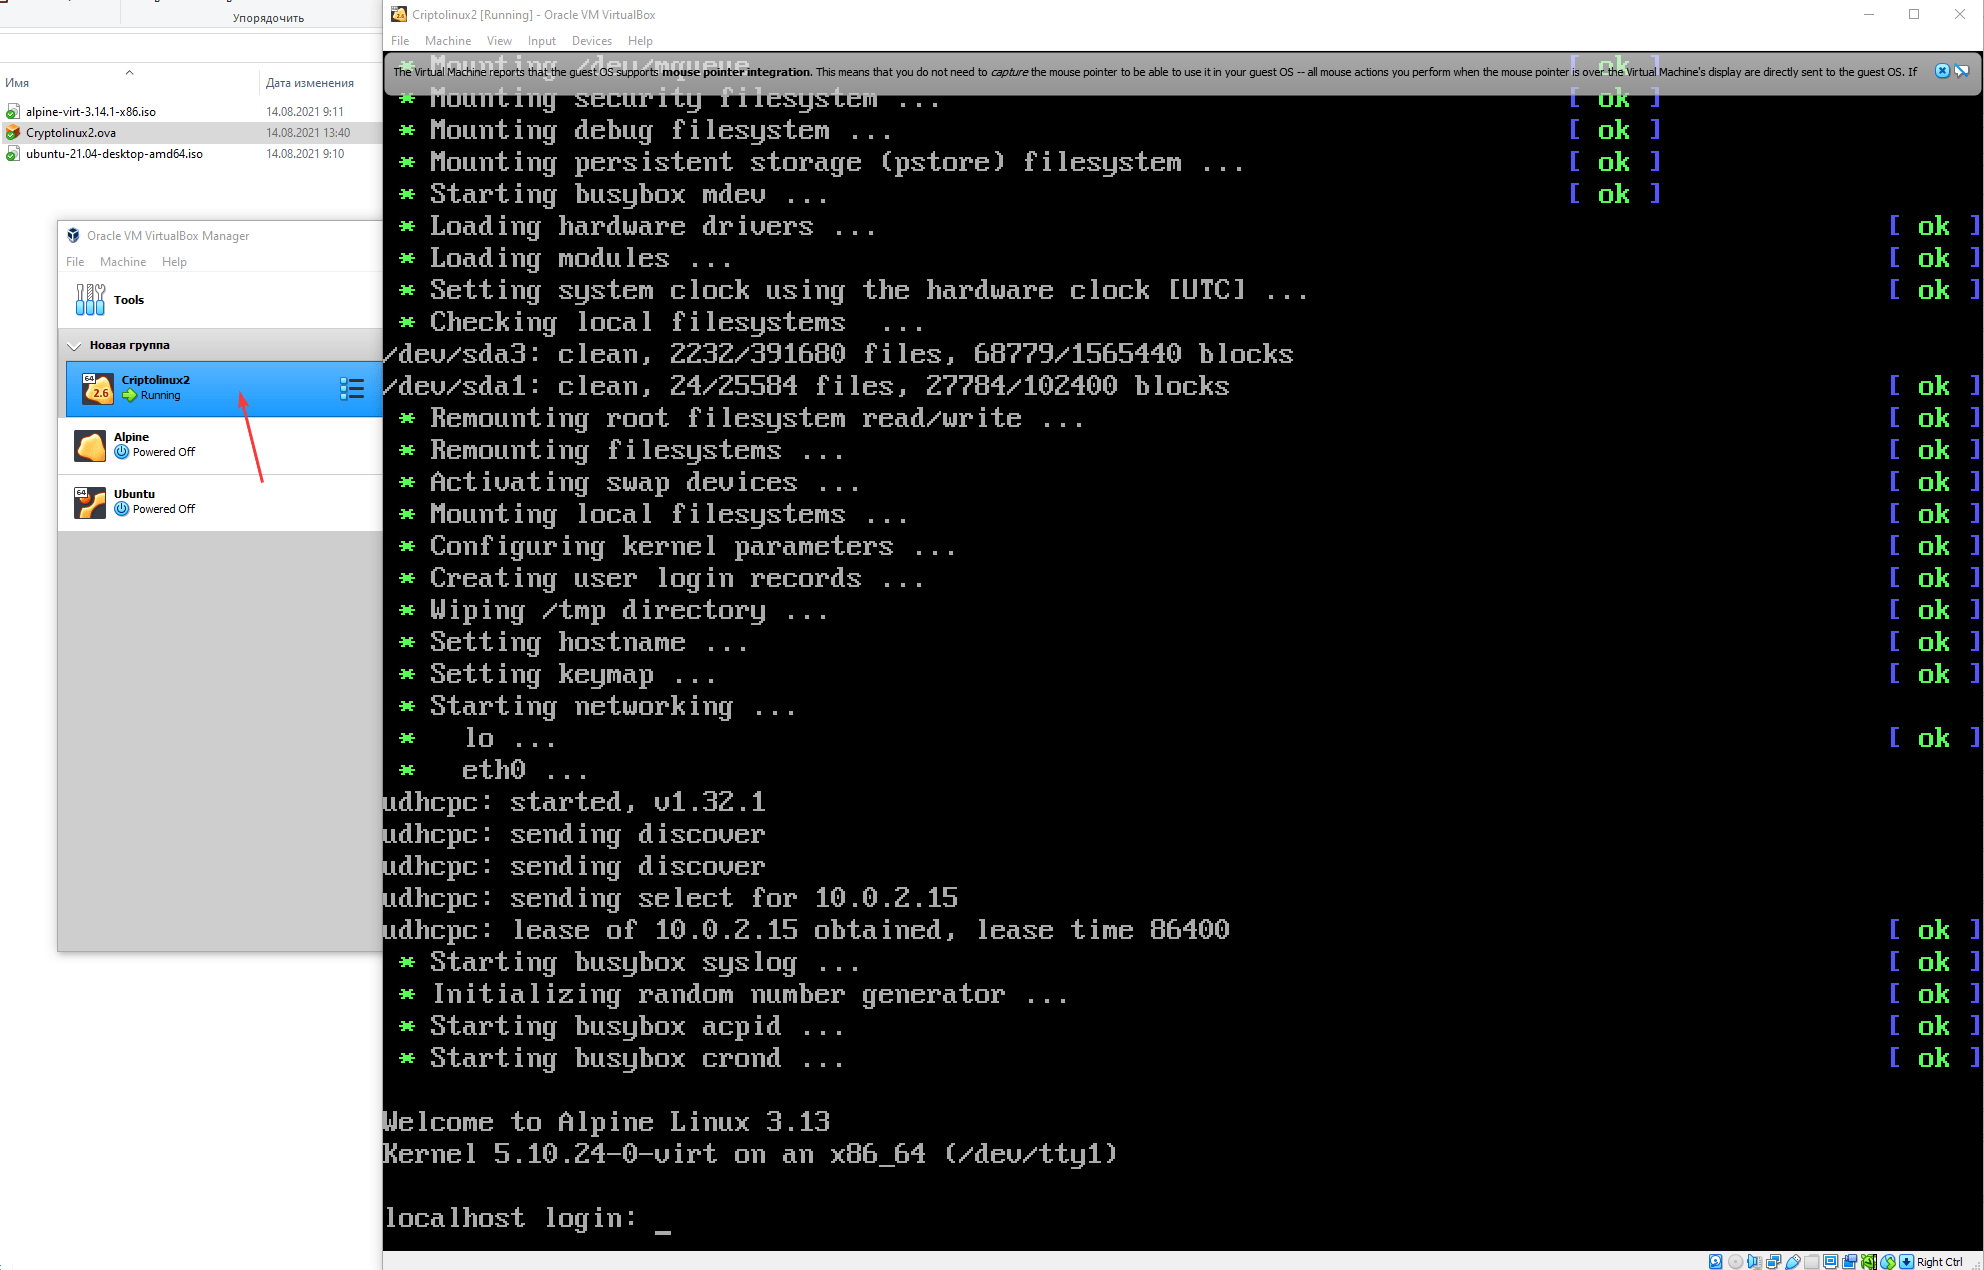 Упорядочить
Имя
Дата изменения
alpine-virt-3.14.1-x86.iso 14.08.2021 9:11
Cryptolinux2.ova 14.08.2021 13:40
ubuntu-21.04-desktop-amd64.iso 14.08.2021 9:10
Oracle VM VirtualBox Manager
File Machine Help
Tools
Новая группа
64
2.6
Criptolinux2
Running
Alpine
Powered Off
64
Ubuntu
Powered Off
Criptolinux2 [Running] - Oracle VM VirtualBox
File Machine View Input Devices Help
* Mounting /dev/mqueue [ ok ]
The Virtual Machine reports that the guest OS supports mouse pointer integration. This means that you do not need to capture the mouse pointer to be able to use it in your guest OS -- all mouse actions you perform when the mouse pointer is over the Virtual Machine's display are directly sent to the guest OS. If
* Mounting security filesystem ... [ ok ]
* Mounting debug filesystem ... [ ok ]
* Mounting persistent storage (pstore) filesystem ... [ ok ]
* Starting busybox mdev ... [ ok ]
* Loading hardware drivers ... [ ok ]
* Loading modules ... [ ok ]
* Setting system clock using the hardware clock [UTC] ... [ ok ]
* Checking local filesystems  ...
/dev/sda3: clean, 2232/391680 files, 68779/1565440 blocks
/dev/sda1: clean, 24/25584 files, 27784/102400 blocks [ ok ]
* Remounting root filesystem read/write ... [ ok ]
* Remounting filesystems ... [ ok ]
* Activating swap devices ... [ ok ]
* Mounting local filesystems ... [ ok ]
* Configuring kernel parameters ... [ ok ]
* Creating user login records ... [ ok ]
* Wiping /tmp directory ... [ ok ]
* Setting hostname ... [ ok ]
* Setting keymap ... [ ok ]
* Starting networking ...
*   lo ... [ ok ]
*   eth0 ...
udhcpc: started, v1.32.1
udhcpc: sending discover
udhcpc: sending discover
udhcpc: sending select for 10.0.2.15
udhcpc: lease of 10.0.2.15 obtained, lease time 86400 [ ok ]
* Starting busybox syslog ... [ ok ]
* Initializing random number generator ... [ ok ]
* Starting busybox acpid ... [ ok ]
* Starting busybox crond ... [ ok ]
Welcome to Alpine Linux 3.13
Kernel 5.10.24-0-virt on an x86_64 (/dev/tty1)
localhost login: _
Right Ctrl